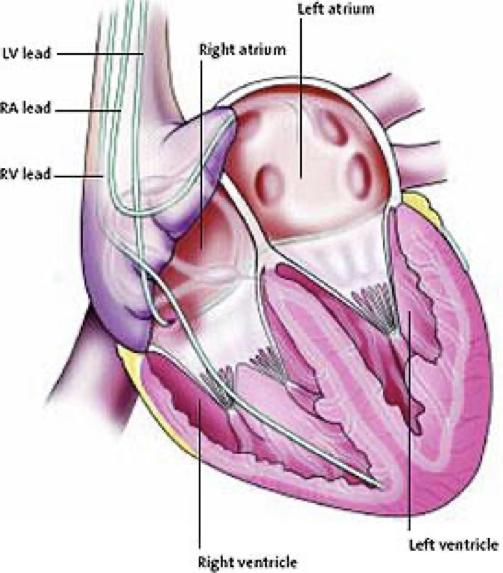 Left atrium
Right atrium
LV lead
RA lead
RV lead
Left ventricle
Right ventricle